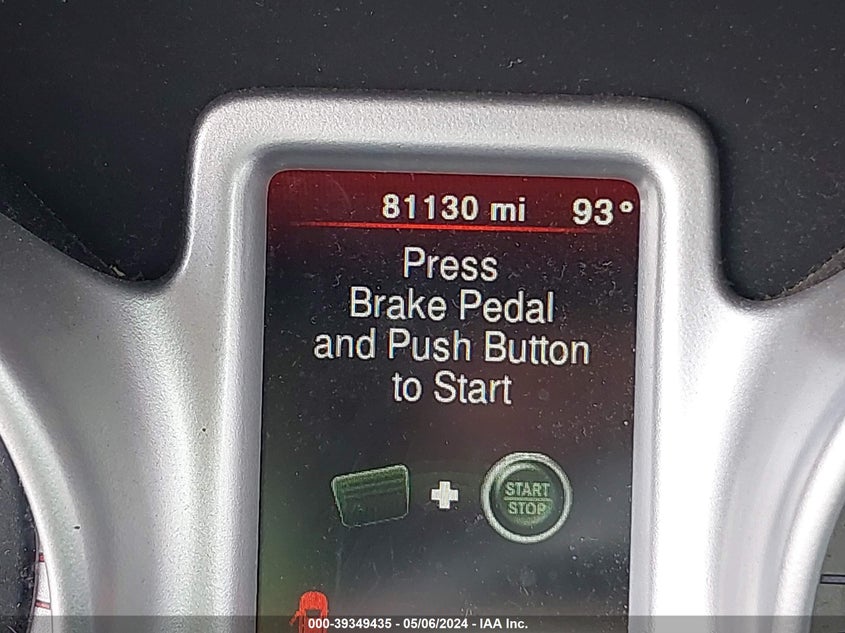 81130 mi 93°
Press
Brake Pedal
and Push Button
to Start
+
START
STOP
000-39349435 - 05/06/2024 - IAA Inc.